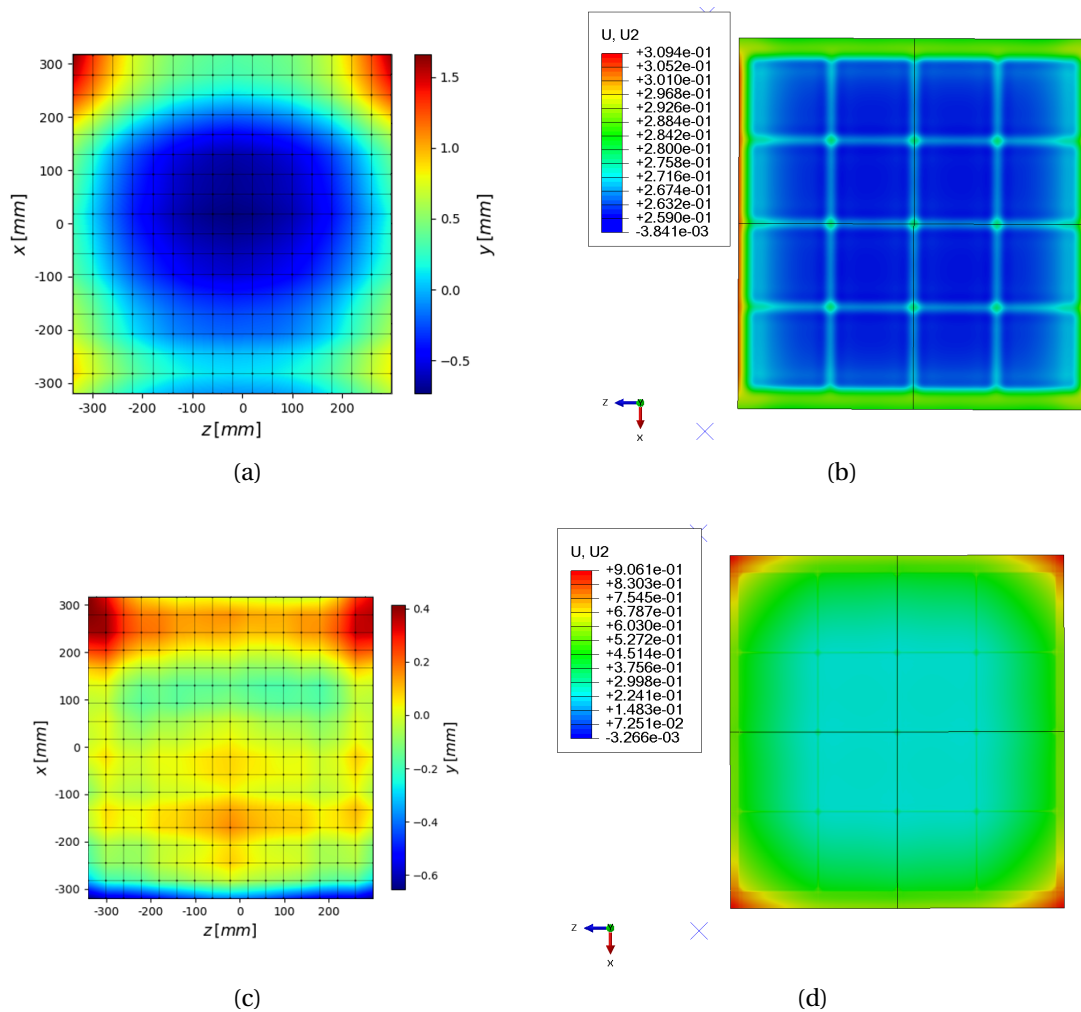 300
200
100
0
-100
-200
-300
x [mm]
-300 -200 -100 0 100 200
z [mm]
1.5
1.0
0.5
0.0
−0.5
y [mm]
(a)
U, U2
+3.094e-01
+3.052e-01
+3.010e-01
+2.968e-01
+2.926e-01
+2.884e-01
+2.842e-01
+2.800e-01
+2.758e-01
+2.716e-01
+2.674e-01
+2.632e-01
+2.590e-01
-3.841e-03
Z
Y
X
(b)
300
200
100
0
-100
-200
-300
x [mm]
-300 -200 -100 0 100 200
z [mm]
0.4
0.2
0.0
−0.2
−0.4
−0.6
y [mm]
(c)
U, U2
+9.061e-01
+8.303e-01
+7.545e-01
+6.787e-01
+6.030e-01
+5.272e-01
+4.514e-01
+3.756e-01
+2.998e-01
+2.241e-01
+1.483e-01
+7.251e-02
-3.266e-03
Z
Y
X
(d)